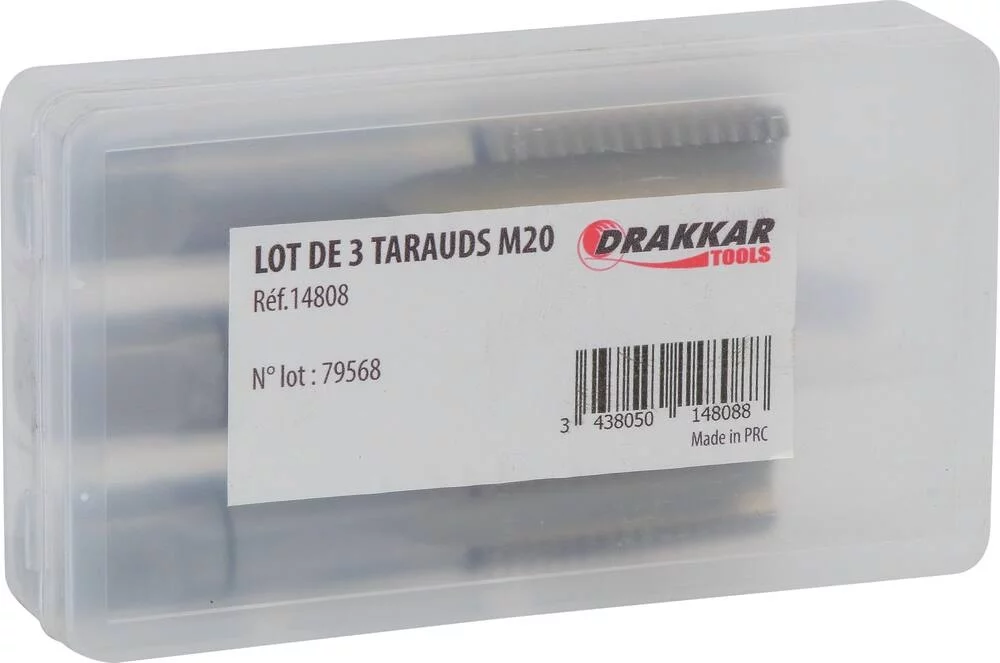 LOT DE 3 TARAUDS M20
DRAKKAR
TOOLS
Réf.14808
N° lot : 79568
3 438050 148088
Made in PRC